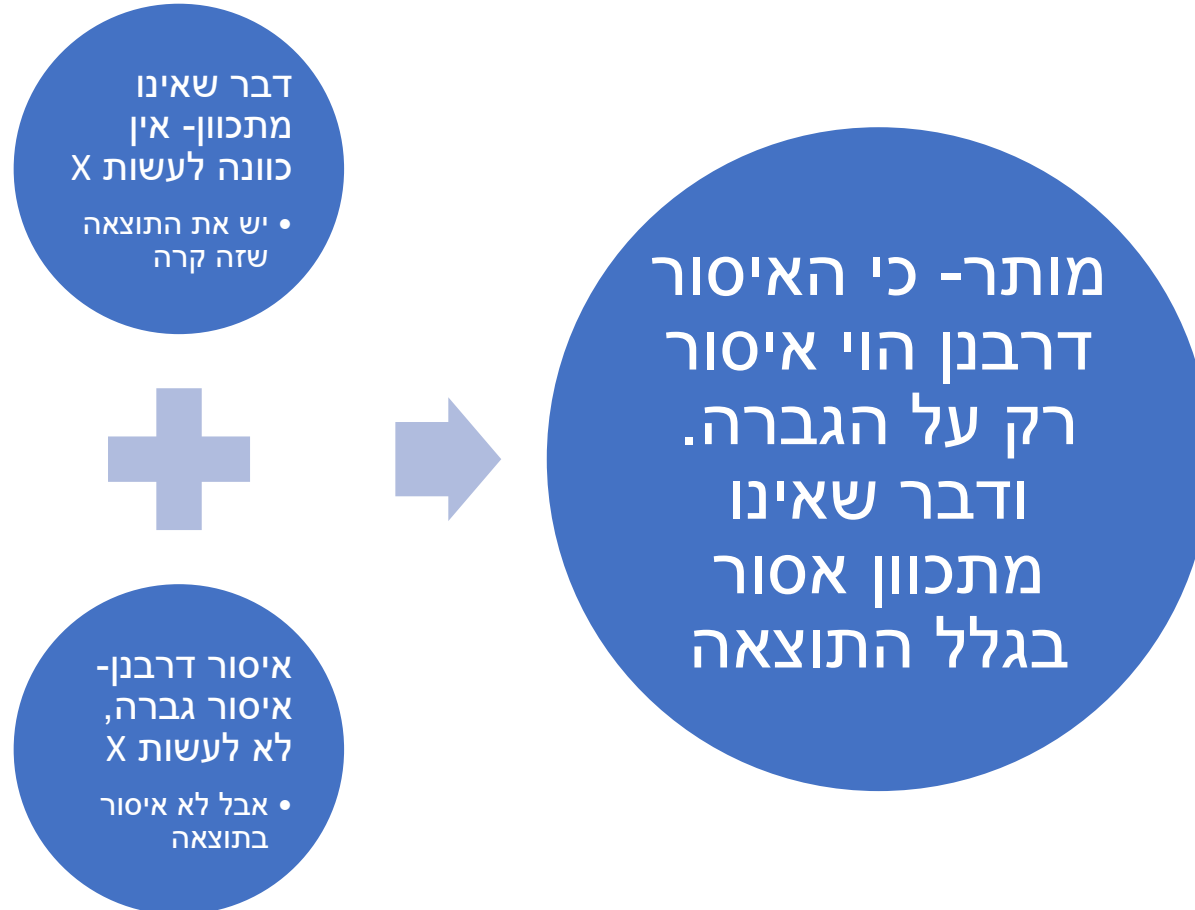 דבר שאינו
מתכוון- אין
כוונה לעשות X
• יש את התוצאה
שזה קרה
איסור דרבנן-
איסור גברה,
לא לעשות X
• אבל לא איסור
בתוצאה
מותר- כי האיסור
דרבנן הוי איסור
רק על הגברה.
ודבר שאינו
מתכוון אסור
בגלל התוצאה